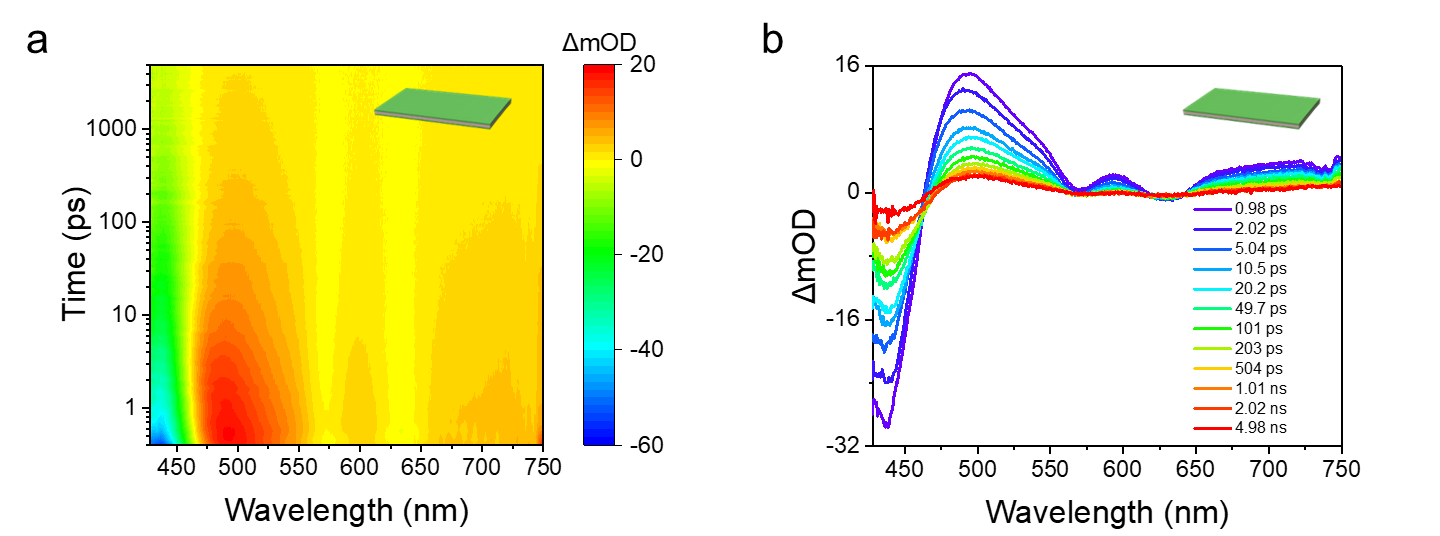 a
ΔmOD
20
0
-20
-40
-60
1000
100
10
1
Time (ps)
450 500 550 600 650 700 750
Wavelength (nm)
b
16
0
-16
-32
ΔmOD
0.98 ps
2.02 ps
5.04 ps
10.5 ps
20.2 ps
49.7 ps
101 ps
203 ps
504 ps
1.01 ns
2.02 ns
4.98 ns
450 500 550 600 650 700 750
Wavelength (nm)